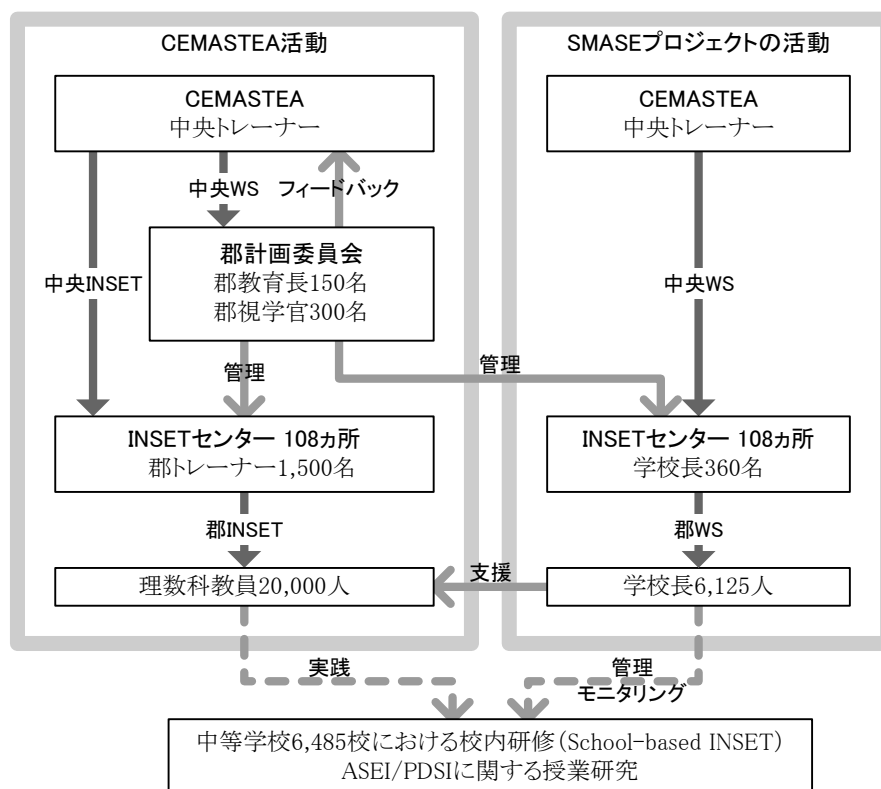 CEMASTEA活動
SMASEプロジェクトの活動
CEMASTEA
中央トレーナー
CEMASTEA
中央トレーナー
中央WS
フィードバック
郡計画委員会
郡教育長150名
郡視学官300名
中央INSET
中央WS
管理
管理
INSETセンター 108ヵ所
郡トレーナー1,500名
INSETセンター 108ヵ所
学校長360名
郡INSET
郡WS
理数科教員20,000人
支援
学校長6,125人
実践
管理
モニタリング
中等学校6,485校における校内研修(School-based INSET)
ASEI/PDSIに関する授業研究